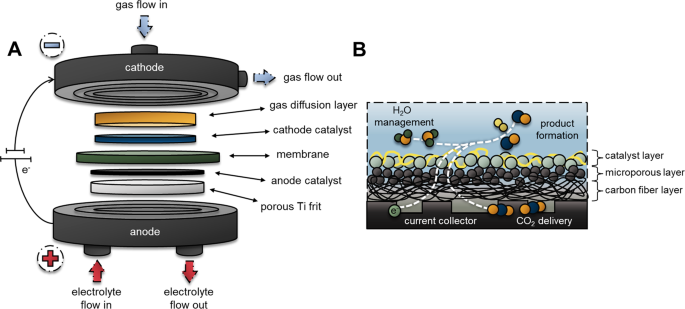 gas flow in
A
cathode
gas flow out
gas diffusion layer
cathode catalyst
membrane
anode catalyst
porous Ti frit
e-
anode
electrolyte
flow in
electrolyte
flow out
B
H2O
management
product
formation
catalyst layer
microporous layer
carbon fiber layer
e-
current collector
CO2 delivery